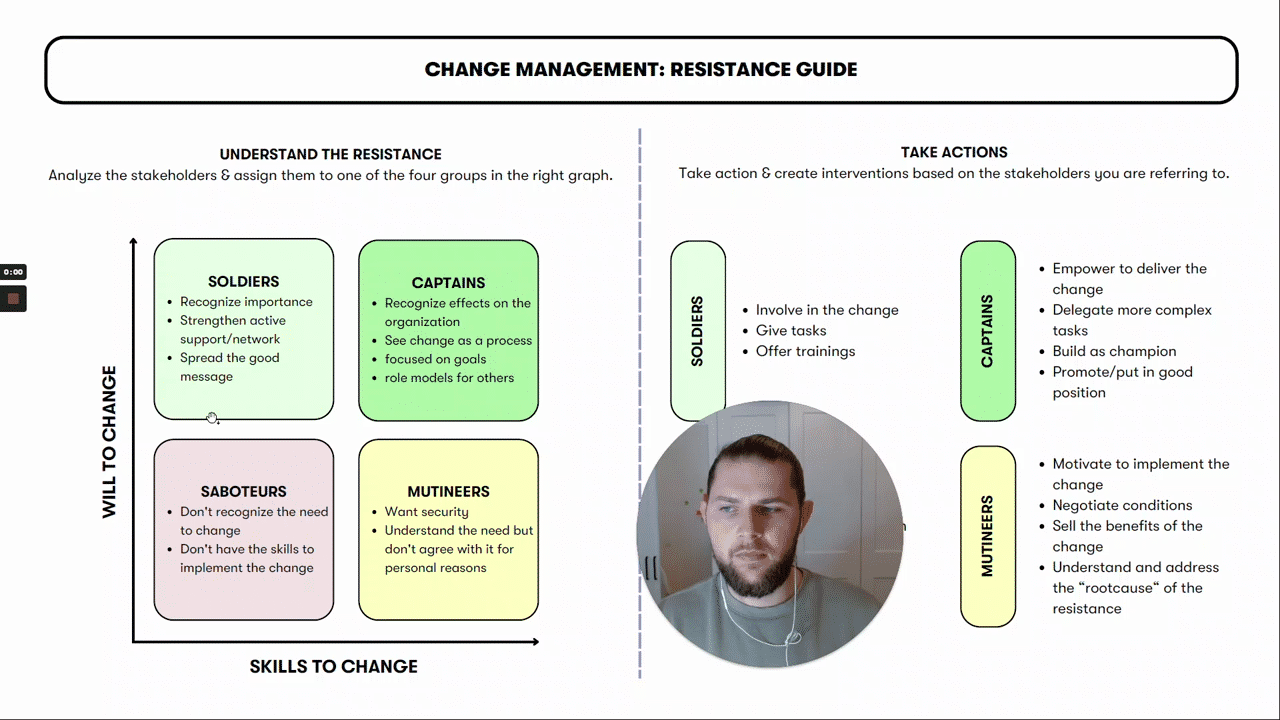 CHANGE MANAGEMENT: RESISTANCE GUIDE
UNDERSTAND THE RESISTANCE
Analyze the stakeholders & assign them to one of the four groups in the right graph.
0:00
WILL TO CHANGE
SOLDIERS
• Recognize importance
• Strengthen active
support/network
• Spread the good
message
CAPTAINS
• Recognize effects on the
organization
• See change as a process
• focused on goals
• role models for others
SABOTEURS
• Don't recognize the need
to change
• Don't have the skills to
implement the change
MUTINEERS
• Want security
• Understand the need but
don't agree with it for
personal reasons
SKILLS TO CHANGE
TAKE ACTIONS
Take action & create interventions based on the stakeholders you are referring to.
SOLDIERS
• Involve in the change
• Give tasks
• Offer trainings
CAPTAINS
• Empower to deliver the
change
• Delegate more complex
tasks
• Build as champion
• Promote/put in good
position
MUTINEERS
• Motivate to implement the
change
• Negotiate conditions
• Sell the benefits of the
change
• Understand and address
the “rootcause“ of the
resistance